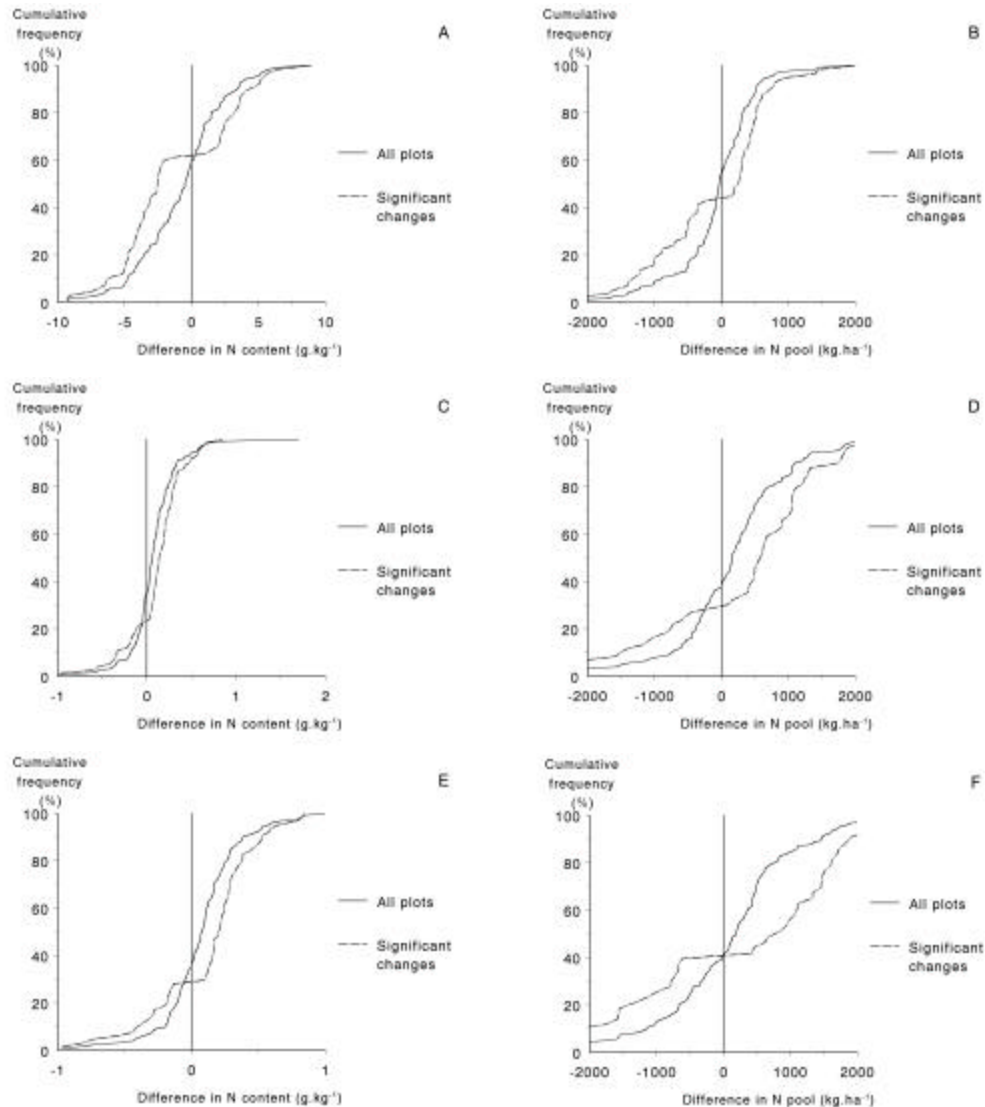 Cumulative
frequency
(%)
A
100
80
60
40
20
0
-10
-5
0
5
10
Difference in N content (g.kg⁻¹)
All plots
Significant
changes
Cumulative
frequency
(%)
B
100
80
60
40
20
0
-2000
-1000
0
1000
2000
Difference in N pool (kg.ha⁻¹)
All plots
Significant
changes
Cumulative
frequency
(%)
C
100
80
60
40
20
0
-1
0
1
2
Difference in N content (g.kg⁻¹)
All plots
Significant
changes
Cumulative
frequency
(%)
D
100
80
60
40
20
0
-2000
-1000
0
1000
2000
Difference in N pool (kg.ha⁻¹)
All plots
Significant
changes
Cumulative
frequency
(%)
E
100
80
60
40
20
0
-1
0
1
Difference in N content (g.kg⁻¹)
All plots
Significant
changes
Cumulative
frequency
(%)
F
100
80
60
40
20
0
-2000
-1000
0
1000
2000
Difference in N pool (kg.ha⁻¹)
All plots
Significant
changes